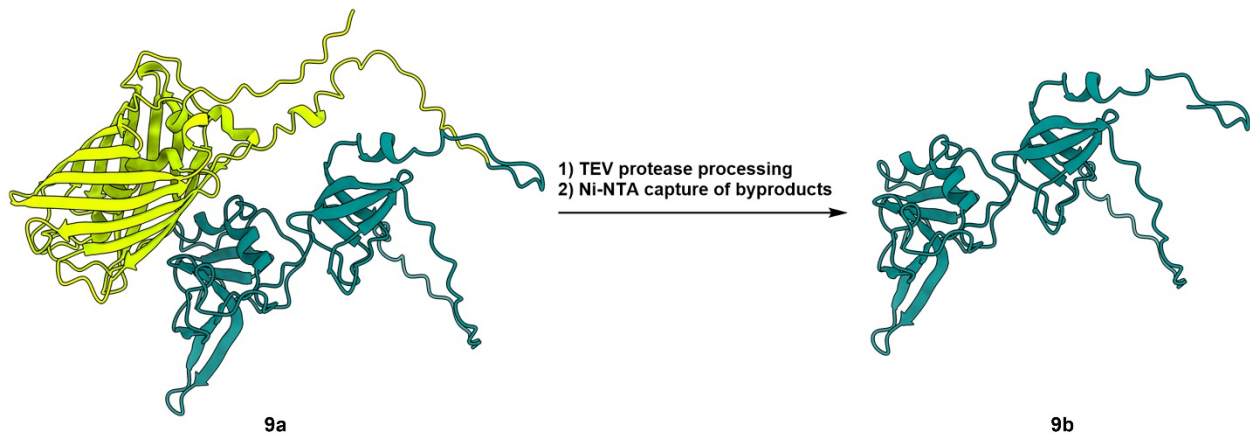 1) TEV protease processing
2) Ni-NTA capture of byproducts
9a
9b